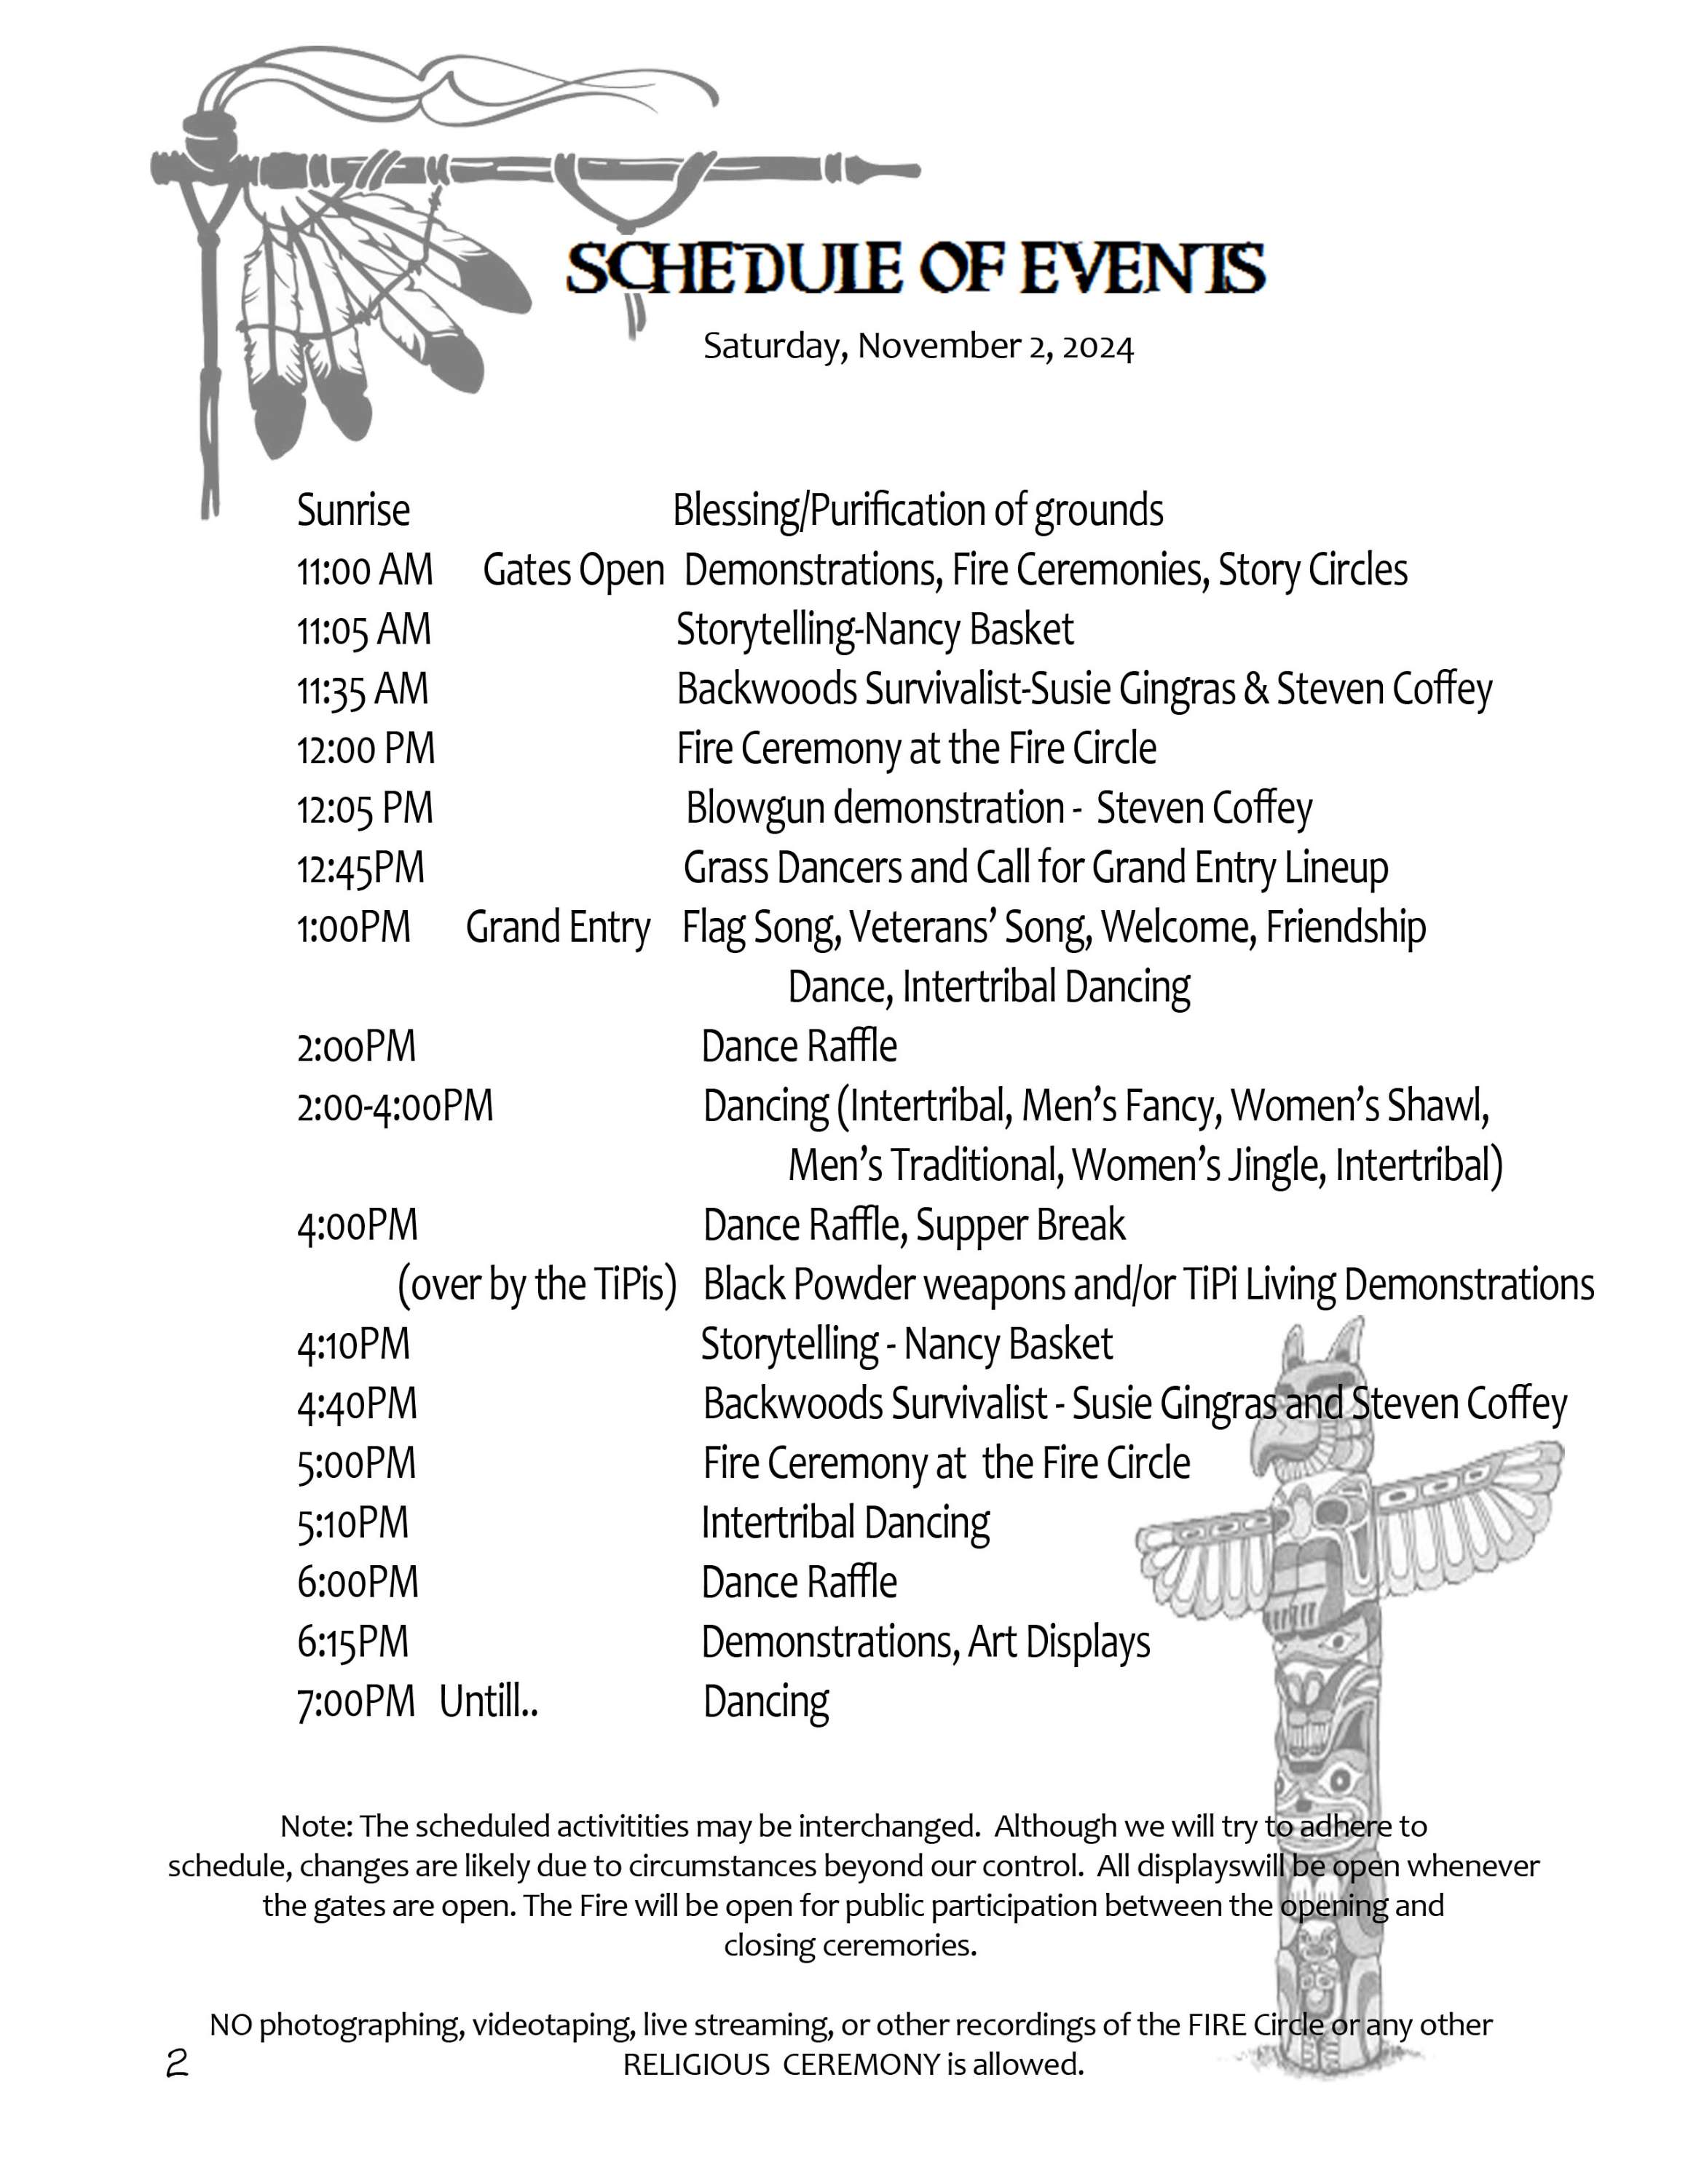 SCHEDULE OF EVENTS
Saturday, November 2, 2024
Sunrise Blessing/Purification of grounds
11:00 AM Gates Open Demonstrations, Fire Ceremonies, Story Circles
11:05 AM Storytelling-Nancy Basket
11:35 AM Backwoods Survivalist-Susie Gingras & Steven Coffey
12:00 PM Fire Ceremony at the Fire Circle
12:05 PM Blowgun demonstration - Steven Coffey
12:45PM Grass Dancers and Call for Grand Entry Lineup
1:00PM Grand Entry Flag Song, Veterans’ Song, Welcome, Friendship
Dance, Intertribal Dancing
2:00PM Dance Raffle
2:00-4:00PM Dancing (Intertribal, Men’s Fancy, Women’s Shawl,
Men’s Traditional, Women’s Jingle, Intertribal)
4:00PM Dance Raffle, Supper Break
(over by the TiPis) Black Powder weapons and/or TiPi Living Demonstrations
4:10PM Storytelling - Nancy Basket
4:40PM Backwoods Survivalist - Susie Gingras and Steven Coffey
5:00PM Fire Ceremony at the Fire Circle
5:10PM Intertribal Dancing
6:00PM Dance Raffle
6:15PM Demonstrations, Art Displays
7:00PM Untill.. Dancing
Note: The scheduled activitities may be interchanged. Although we will try to adhere to
schedule, changes are likely due to circumstances beyond our control. All displayswill be open whenever
the gates are open. The Fire will be open for public participation between the opening and
closing ceremories.
NO photographing, videotaping, live streaming, or other recordings of the FIRE Circle or any other
RELIGIOUS CEREMONY is allowed.
2